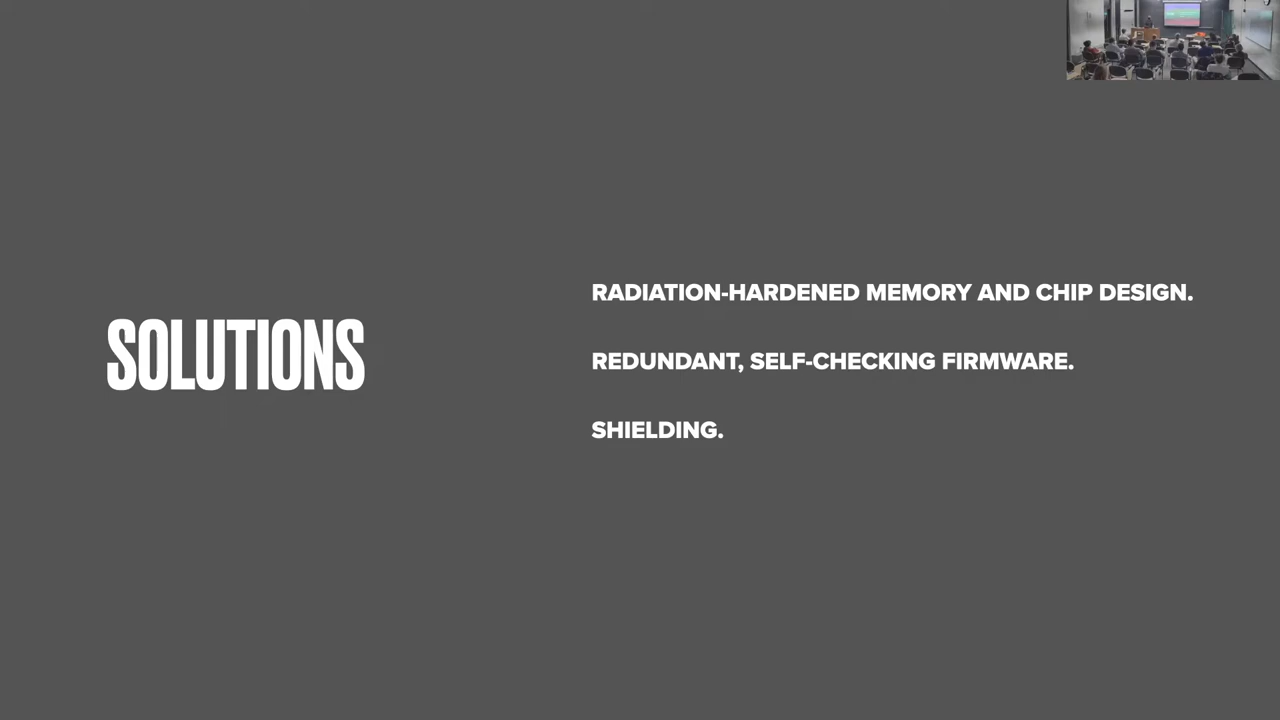 SOLUTIONS
RADIATION-HARDENED MEMORY AND CHIP DESIGN.
REDUNDANT, SELF-CHECKING FIRMWARE.
SHIELDING.